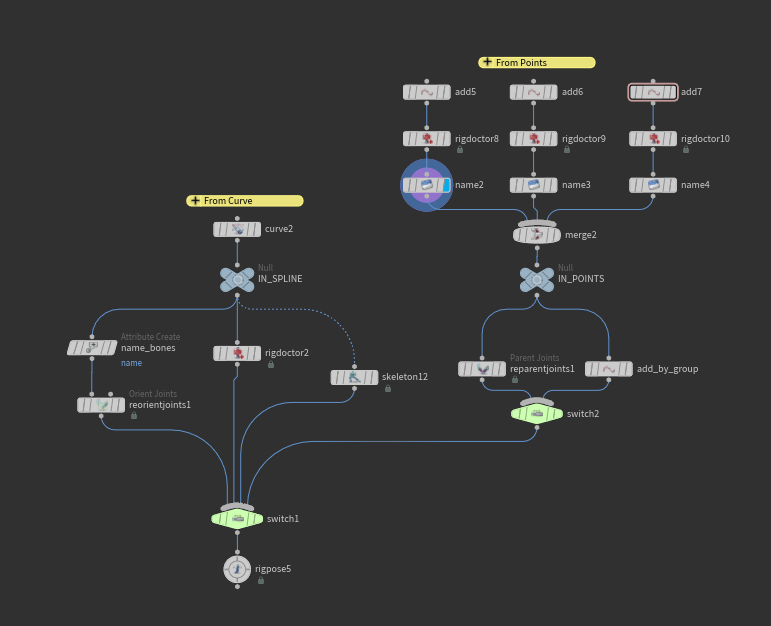 From Points
add5
add6
add7
rigdoctor8
rigdoctor9
rigdoctor10
name2
name3
name4
From Curve
curve2
merge2
Null
IN_SPLINE
Null
IN_POINTS
Attribute Create
name_bones
name
rigdoctor2
skeleton12
Parent Joints
reparentjoints1
add_by_group
Orient Joints
reorientjoints1
switch2
switch1
rigpose5